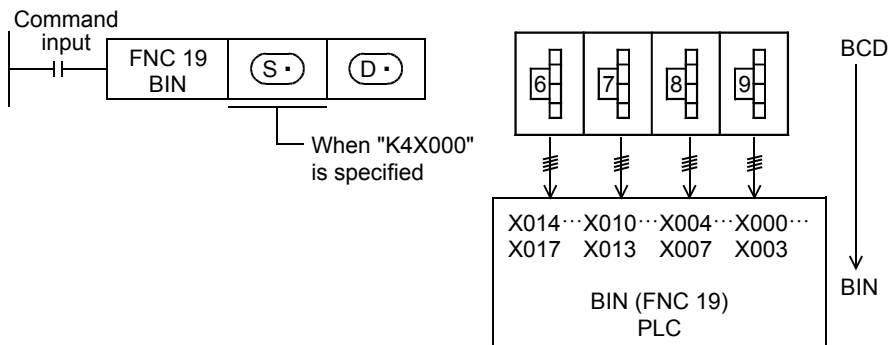 Command
input
FNC 19
BIN
S・
D・
When "K4X000"
is specified
6 7 8 9
BCD
X014···X010···X004···X000···
X017 X013 X007 X003
BIN (FNC 19)
PLC
BIN